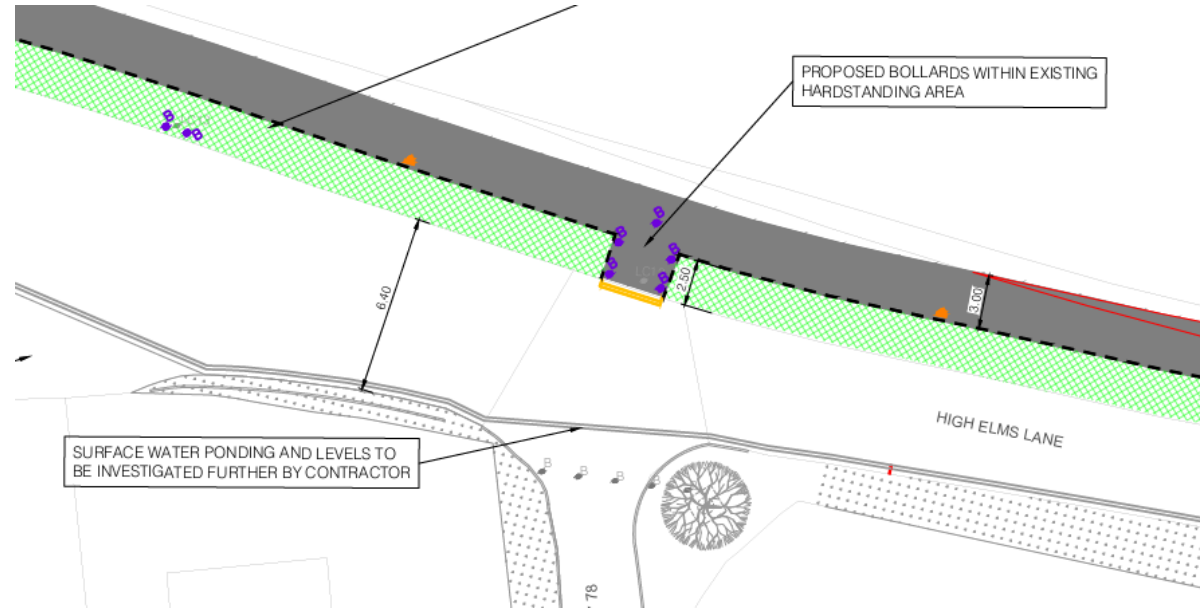 PROPOSED BOLLARDS WITHIN EXISTING
HARDSTANDING AREA
B
B
B
B
B
B
B
LCT
2.50
6.40
3.00
HIGH ELMS LANE
SURFACE WATER PONDING AND LEVELS TO
BE INVESTIGATED FURTHER BY CONTRACTOR
B
B
B
B
78